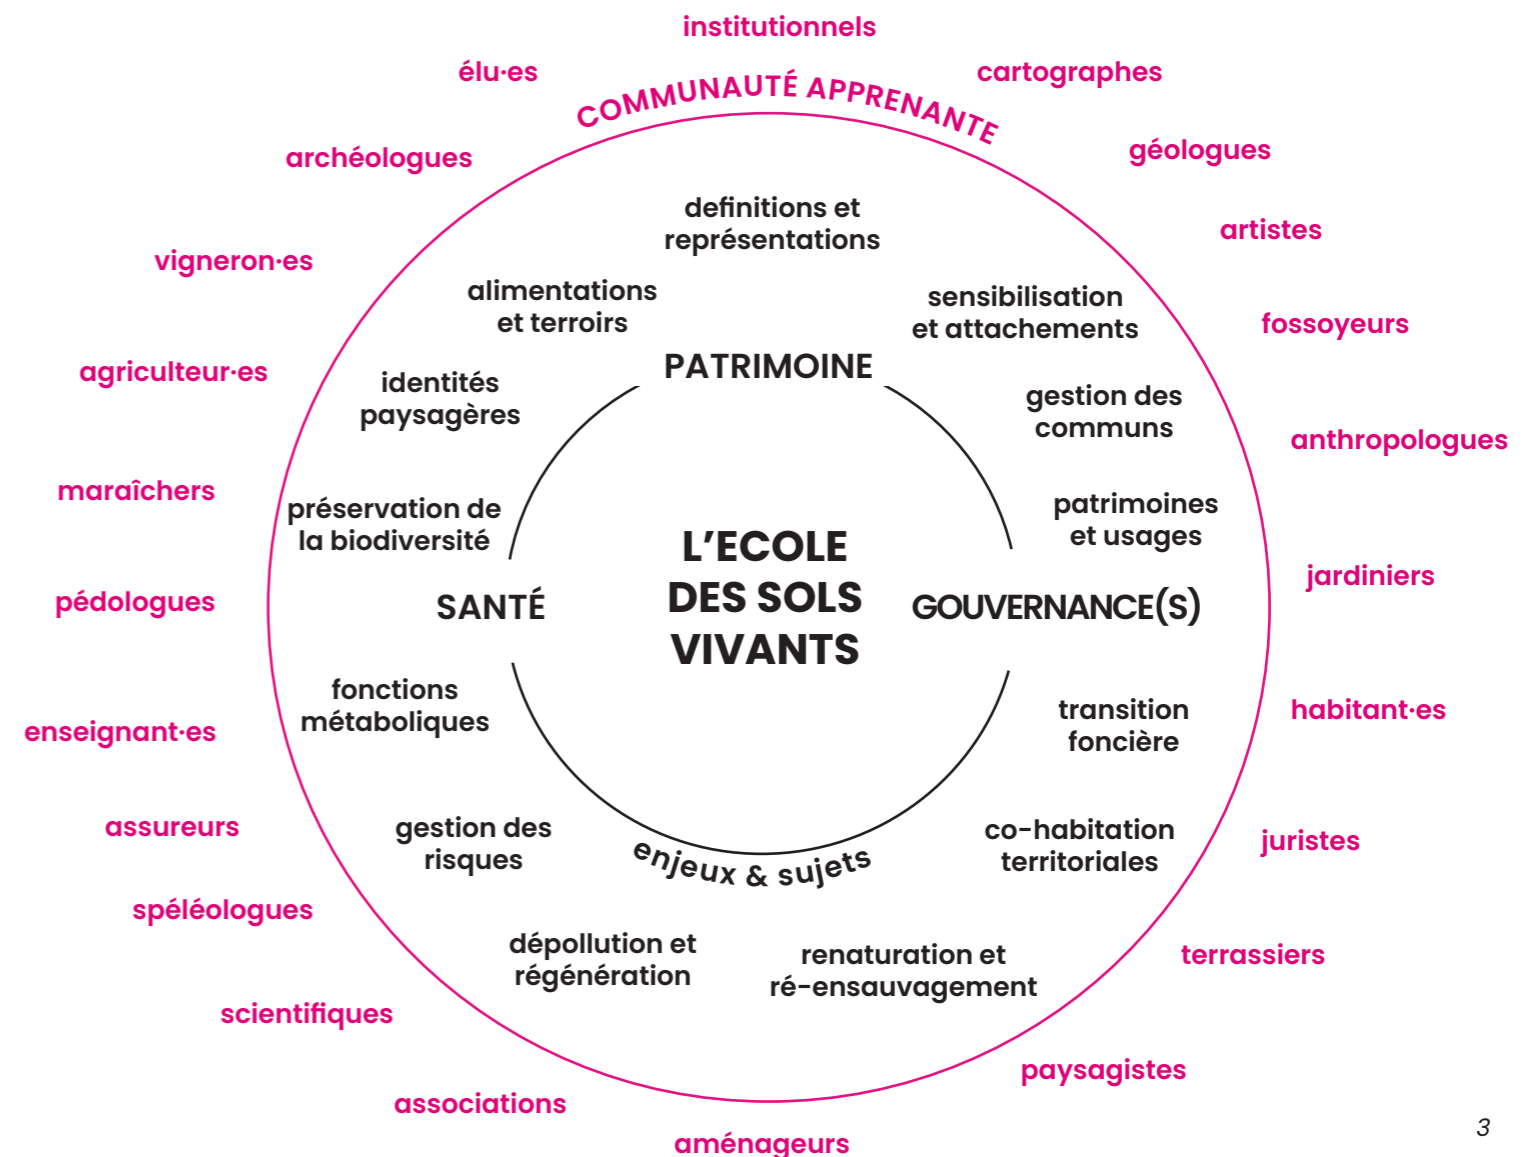 institutionnels
élu·es
cartographes
COMMUNAUTÉ APPRENANTE
archéologues
géologues
definitions et
représentations
artistes
vigneron·es
alimentations
et terroirs
sensibilisation
et attachements
fossoyeurs
PATRIMOINE
agriculteur·es
identités
paysagères
gestion des
communs
anthropologues
maraîchers
préservation de
la biodiversité
patrimoines
et usages
L’ECOLE
DES SOLS
VIVANTS
jardiniers
pédologues
SANTÉ
GOUVERNANCE(S)
fonctions
métaboliques
transition
foncière
habitant·es
enseignant·es
assureurs
gestion des
risques
enjeux & sujets
co-habitation
territoriales
juristes
spéléologues
dépollution et
régénération
renaturation et
ré-ensauvagement
terrassiers
scientifiques
paysagistes
associations
aménageurs
3